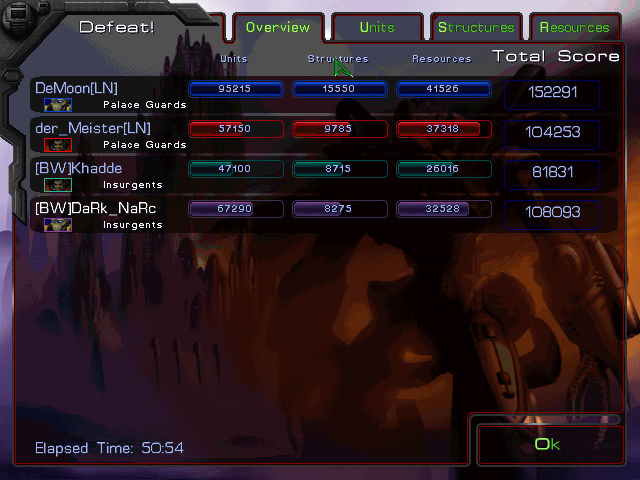 Defeat! Overview Units Structures Resources
Units Structures Resources Total Score
DeMoon[LN] 95215 15550 41526 152291
Palace Guards
der_Meister[LN] 57150 9785 37318 104253
Palace Guards
[BW]Khadde 47100 8715 26016 81831
Insurgents
[BW]DaRk_NaRc 67290 8275 32528 108093
Insurgents
Elapsed Time: 50:54 Ok